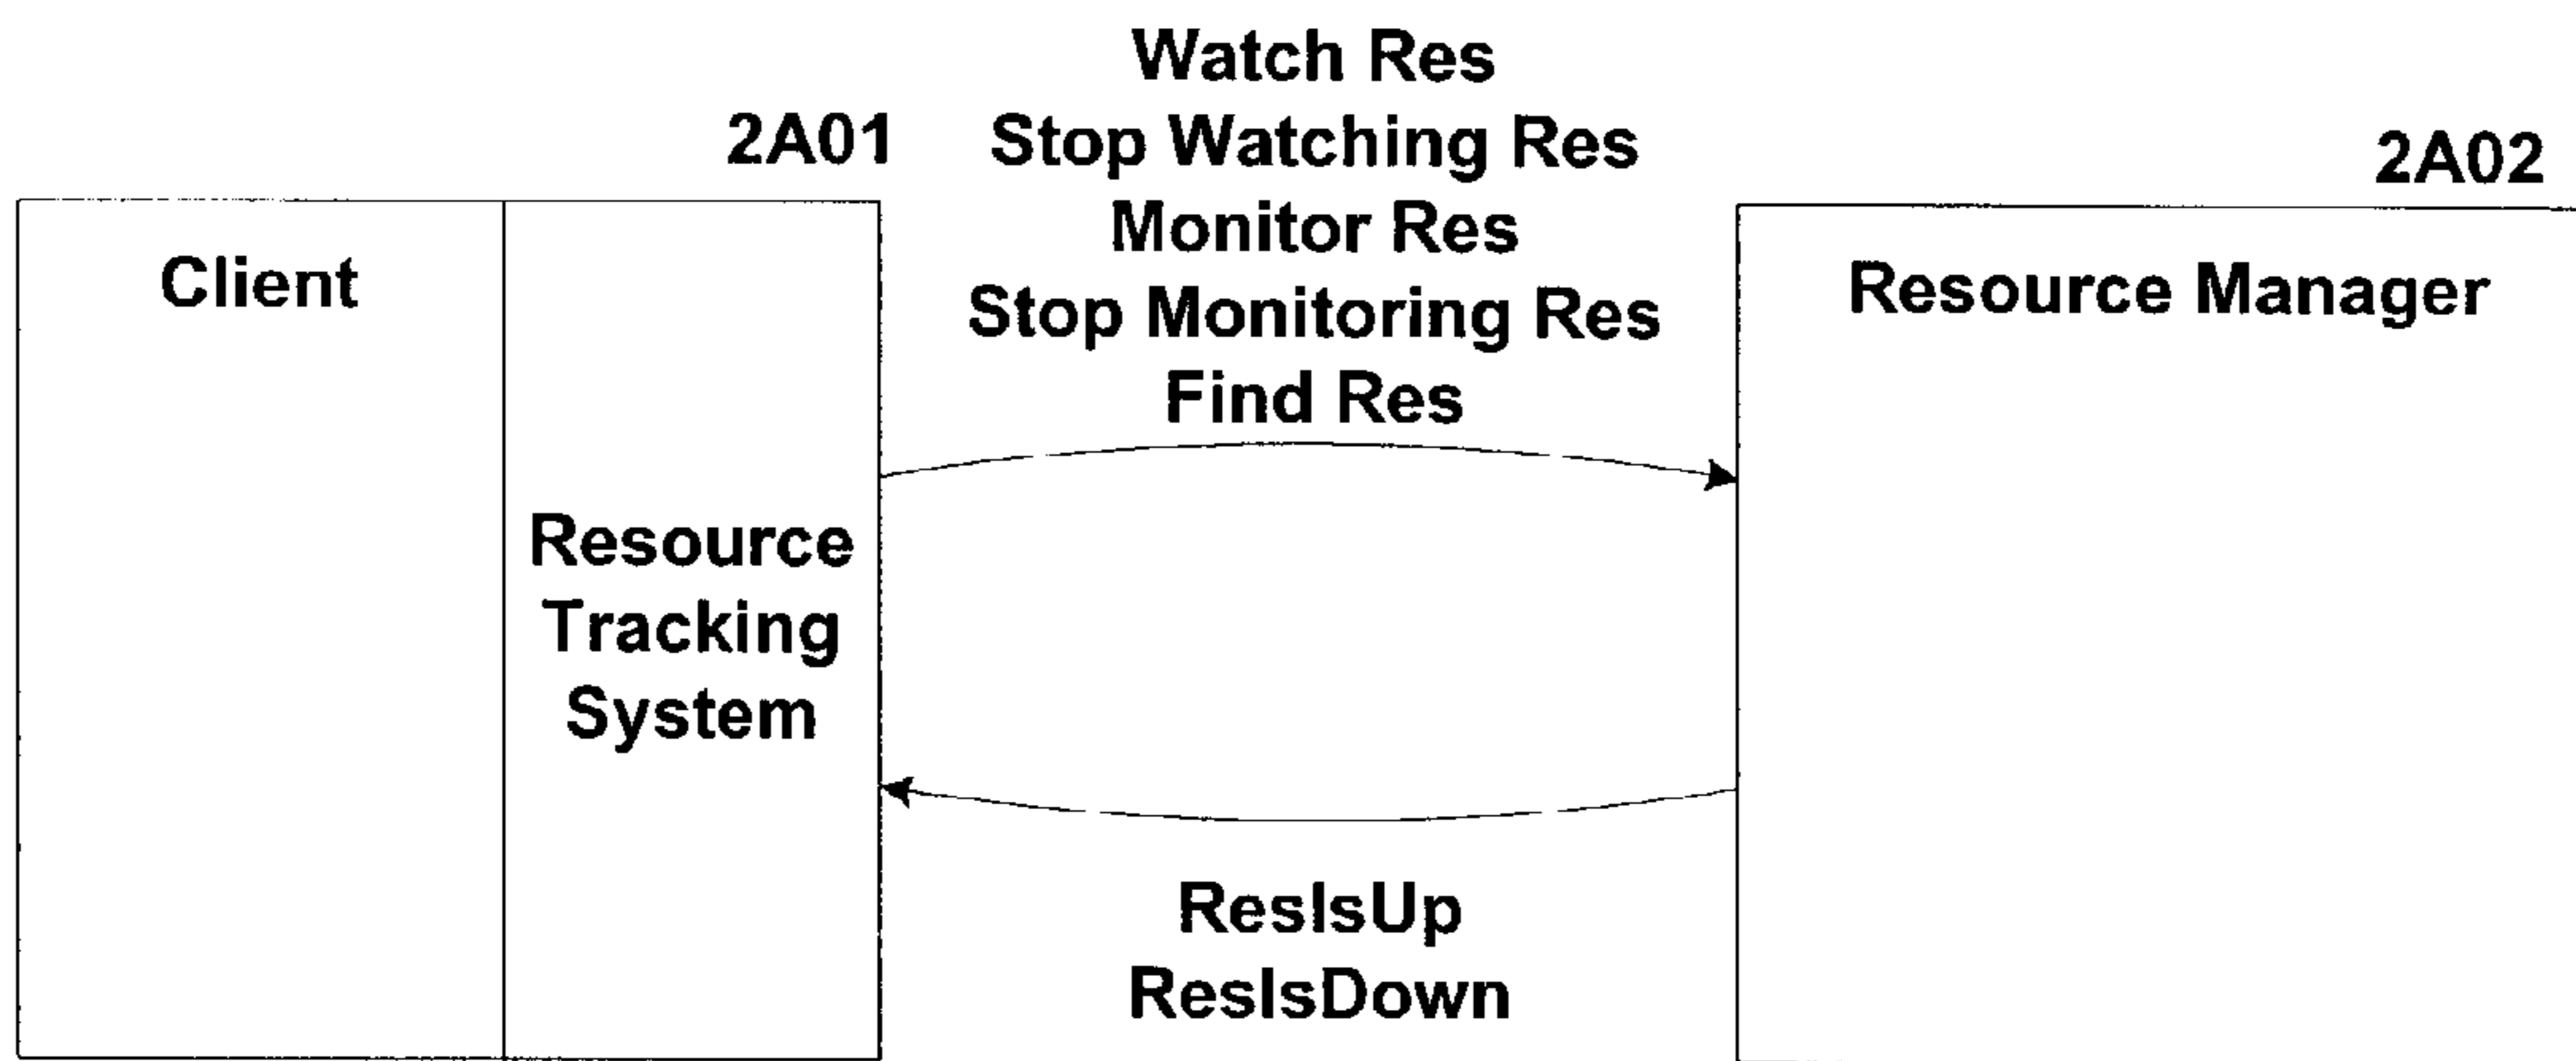 Watch Res
2A01
Stop Watching Res
2A02
Monitor Res
Client
Stop Monitoring Res
Resource Manager
Find Res
Resource
Tracking
System
ResIsUp
ResIsDown